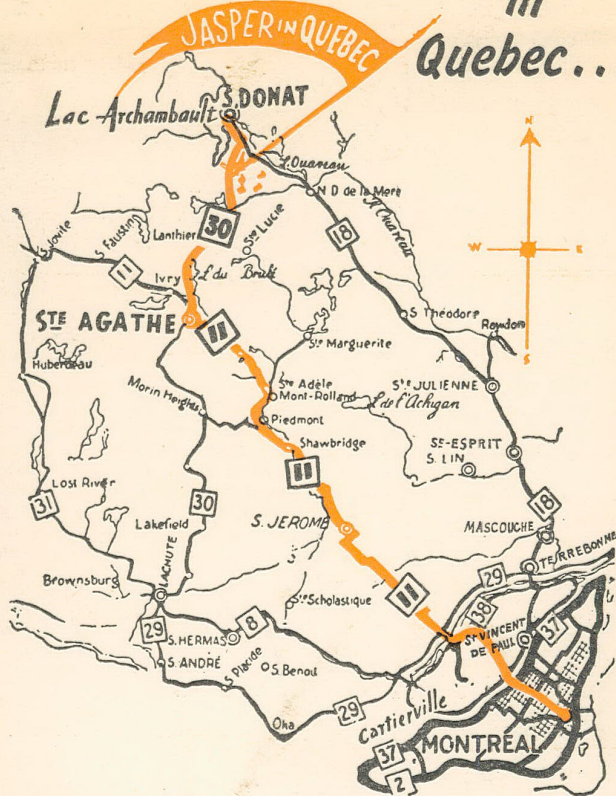 in
Quebec..
JASPER IN QUEBEC
S. DONAT
Lac Archambault
L. Ouareau
N D de la Merci
R. Ouareau
30
Ste Lucie
Lanthier
18
S. Jovite
S. Faustin
11
Ivry
L. du Brulé
N
W E
S
STE AGATHE
11
S Théodore
Rawdon
Ste Marguerite
Huberdeau
Ste Adèle
Mont-Rolland
Ste JULIENNE
L de l'Achigan
Morin Heights
Piedmont
Shawbridge
ST-ESPRIT
S. LIN
11
Lost River
31
30
18
Lakefield
S. JEROME
MASCOUCHE
TERREBONNE
Brownsburg
LACHUTE
Ste Scholastique
11
29
38
29
S. HERMAS
8
ST VINCENT
DE PAUL
37
S. ANDRÉ
S. Placide
S. Benoit
Oka
29
Cartierville
37
MONTRÉAL
2